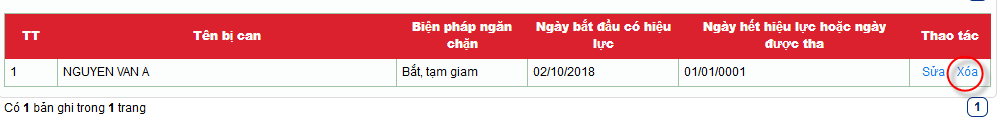 TT Tên bị can Biện pháp ngăn chặn Ngày bắt đầu có hiệu lực Ngày hết hiệu lực hoặc ngày được tha Thao tác
1 NGUYEN VAN A Bắt, tạm giam 02/10/2018 01/01/0001 Sửa Xóa
Có 1 bản ghi trong 1 trang 1